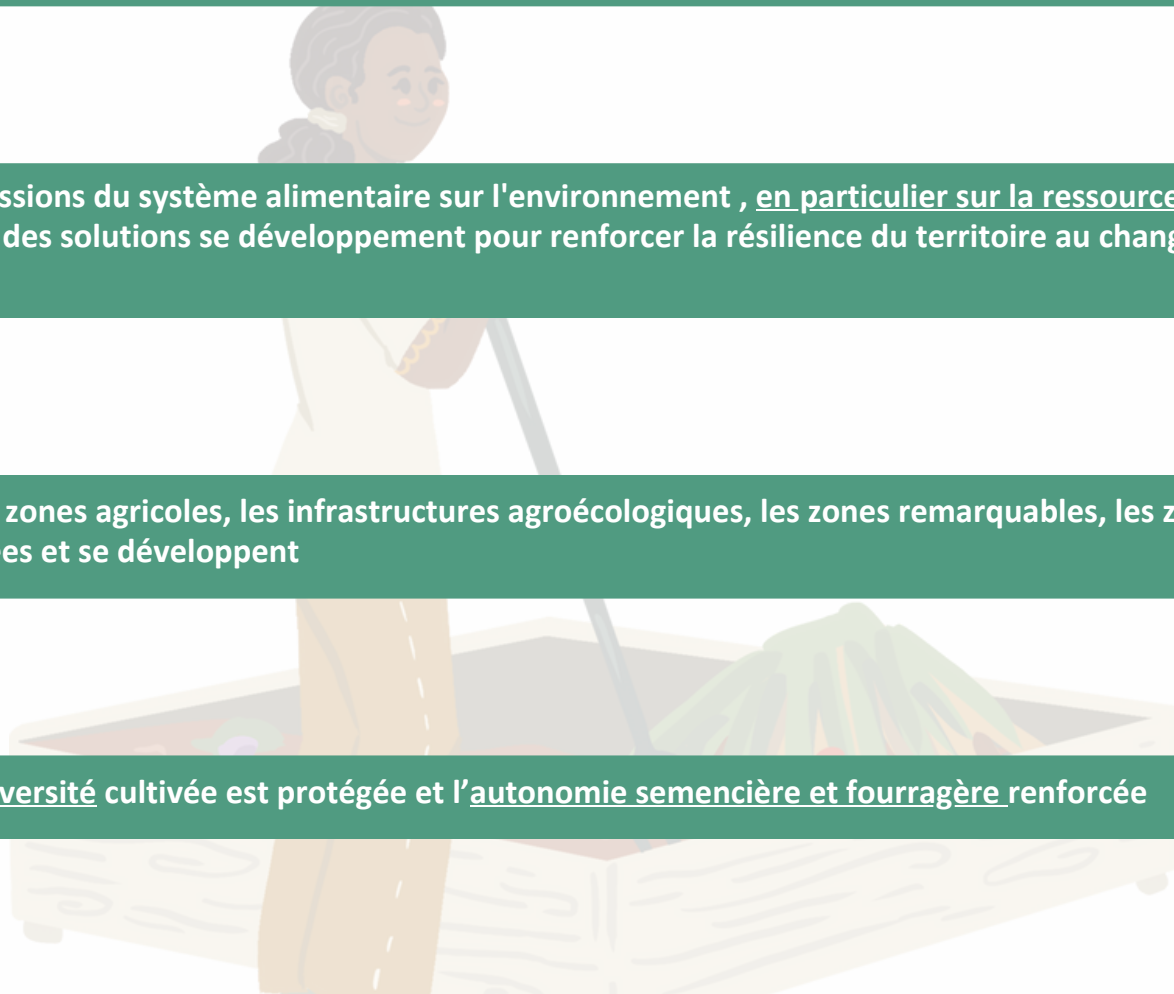 ssions du système alimentaire sur l'environnement , en particulier sur la ressource
des solutions se développement pour renforcer la résilience du territoire au chang
zones agricoles, les infrastructures agroécologiques, les zones remarquables, les z
es et se développent
versité cultivée est protégée et l’autonomie semencière et fourragère renforcée